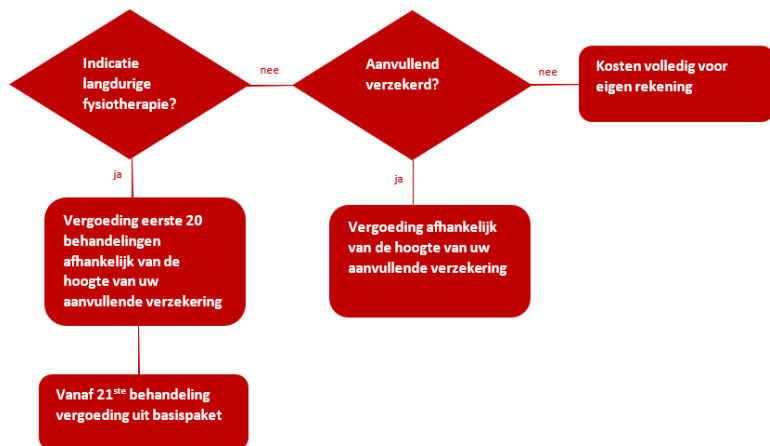 Indicatie
langdurige
fysiotherapie?
nee
Aanvullend
verzekerd?
nee
Kosten volledig voor
eigen rekening
ja
ja
Vergoeding eerste 20
behandelingen
afhankelijk van de
hoogte van uw
aanvullende verzekering
Vergoeding afhankelijk
van de hoogte van uw
aanvullende verzekering
Vanaf 21ste behandeling
vergoeding uit basispaket